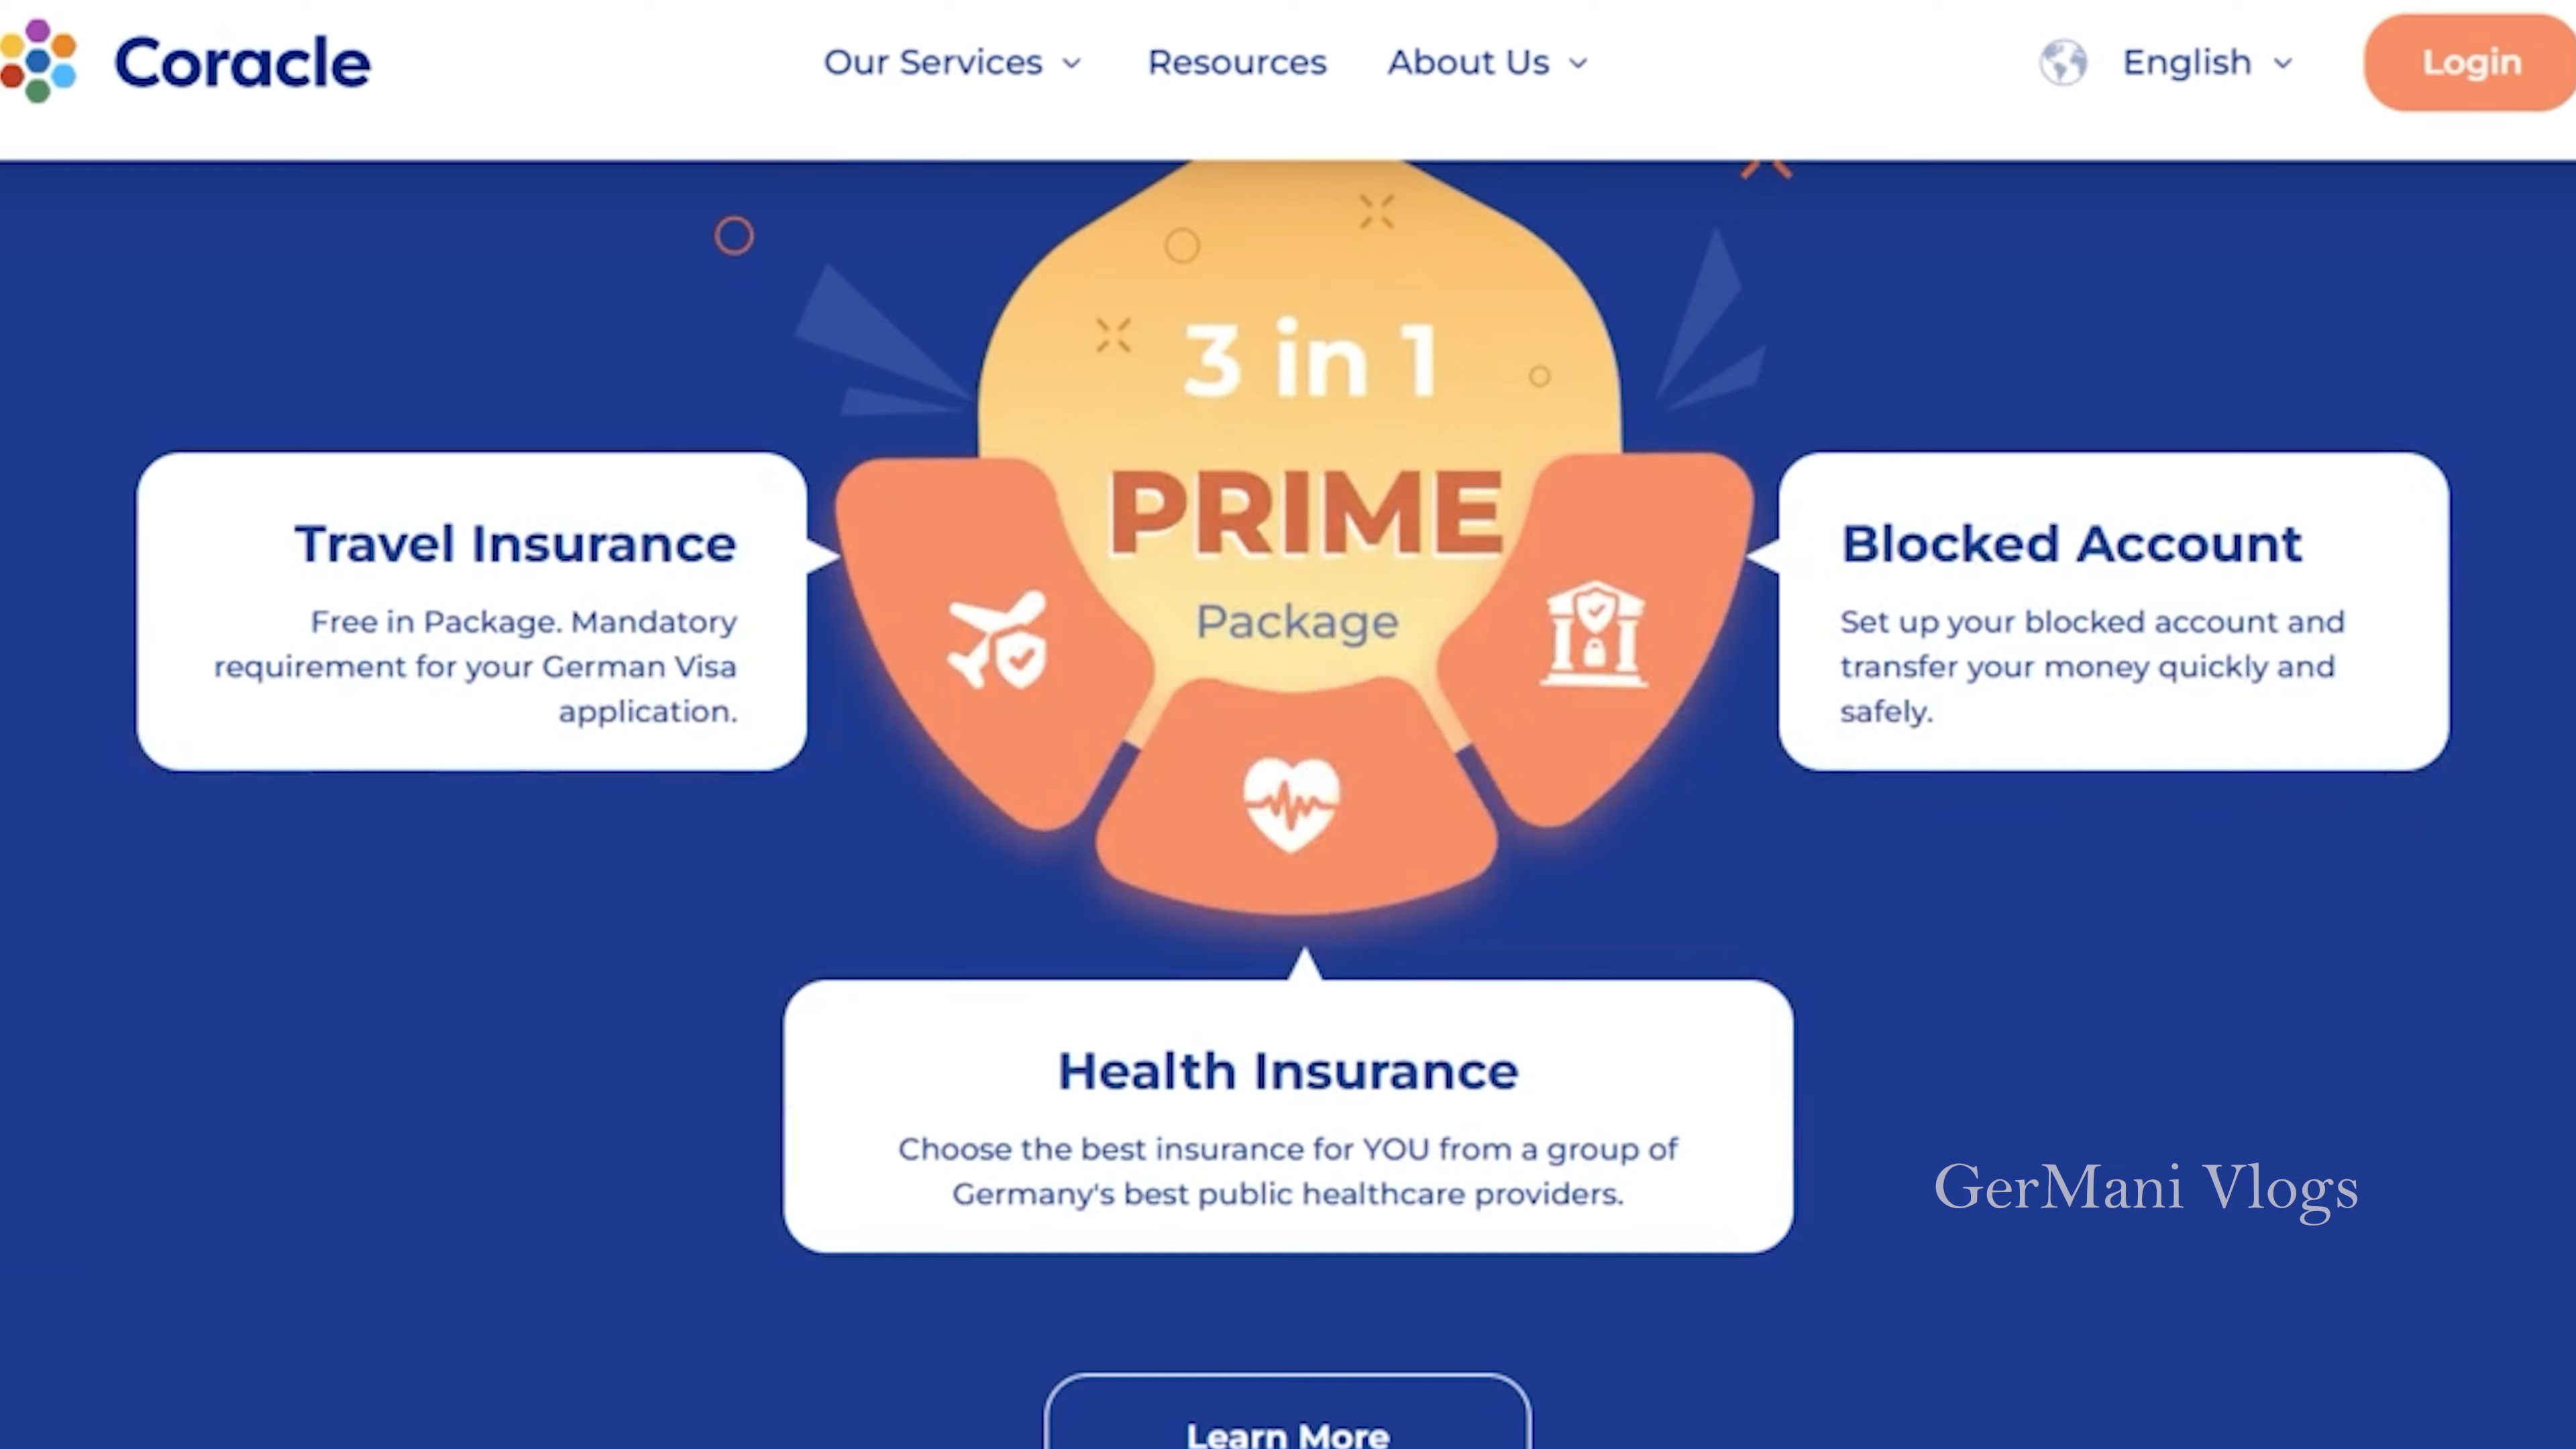 Coracle
Our Services
Resources
About Us
English
Login
3 in 1
PRIME
Package
Travel Insurance
Free in Package. Mandatory
requirement for your German Visa
application.
Blocked Account
Set up your blocked account and
transfer your money quickly and
safely.
Health Insurance
Choose the best insurance for YOU from a group of
Germany's best public healthcare providers.
GerMani Vlogs
Learn More